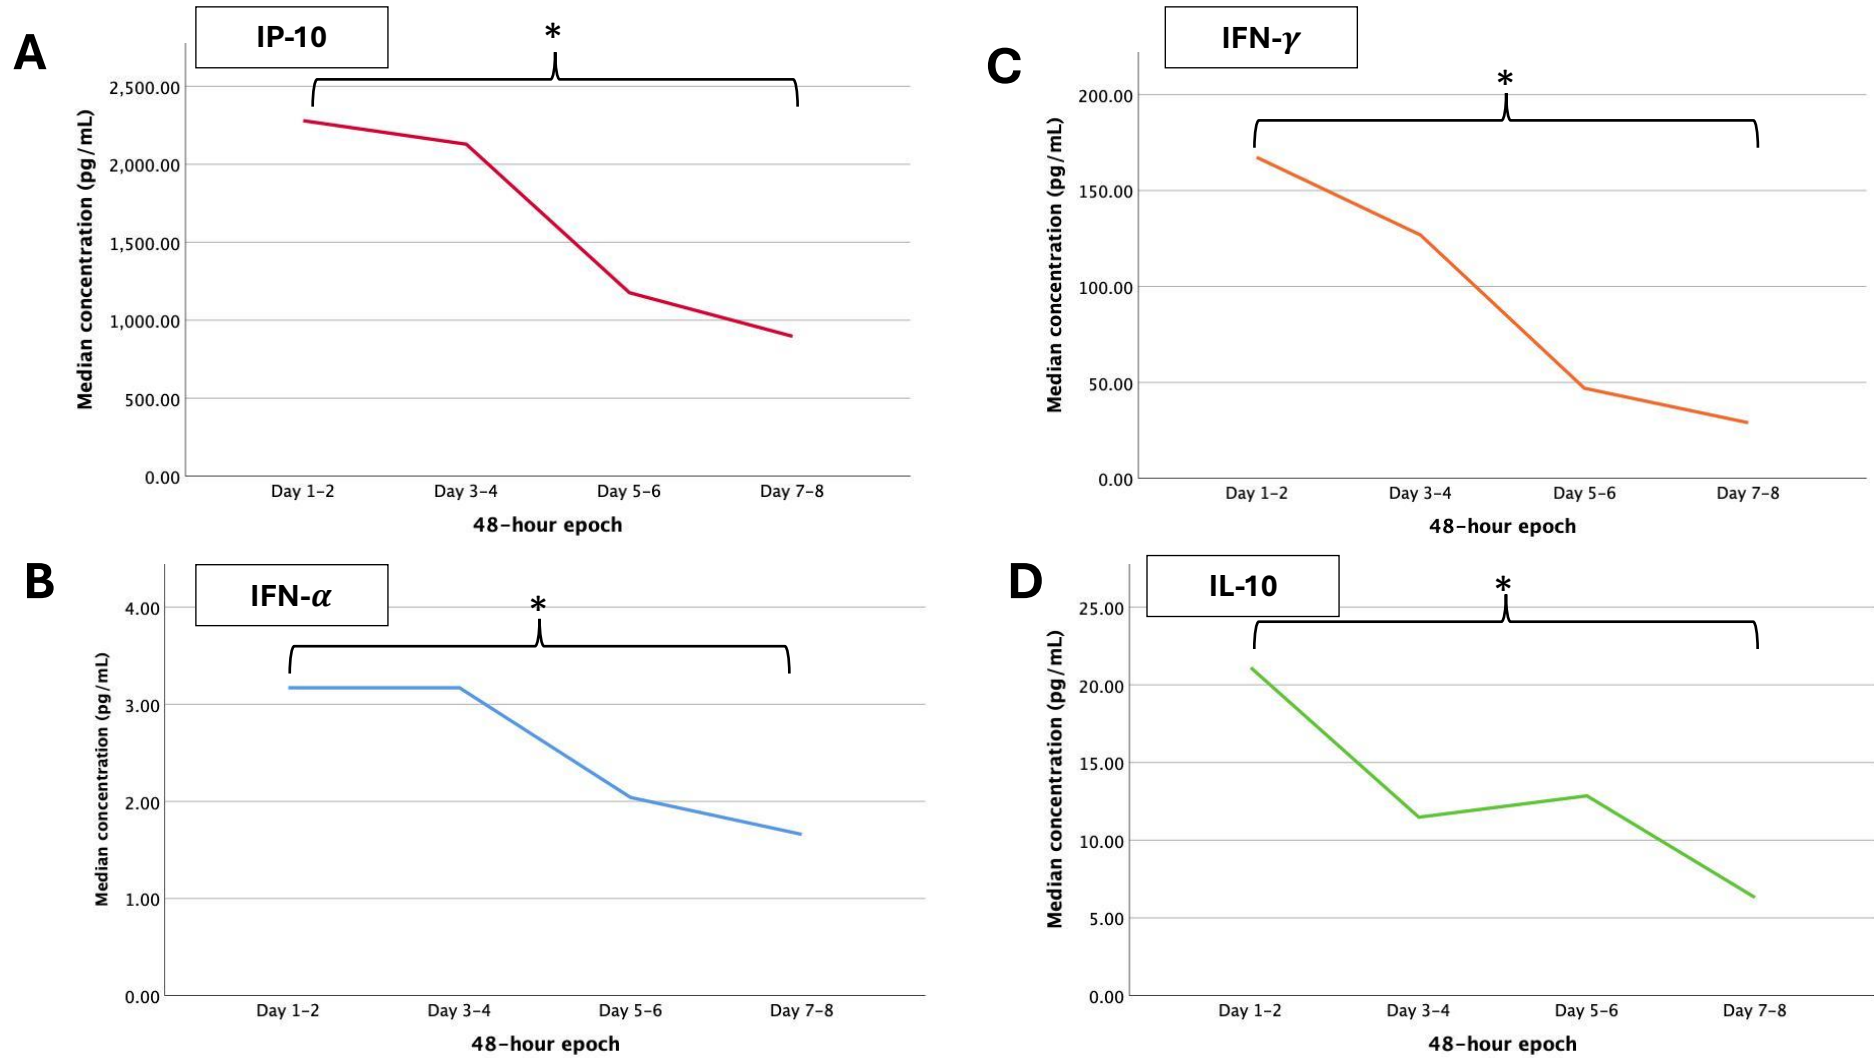 A
IP-10
*
Median concentration (pg/mL)
2,500.00
2,000.00
1,500.00
1,000.00
500.00
0.00
Day 1–2 Day 3–4 Day 5–6 Day 7–8
48–hour epoch
B
IFN-α
*
Median concentration (pg/mL)
4.00
3.00
2.00
1.00
0.00
Day 1–2 Day 3–4 Day 5–6 Day 7–8
48–hour epoch
C
IFN-γ
*
Median concentration (pg/mL)
200.00
150.00
100.00
50.00
0.00
Day 1–2 Day 3–4 Day 5–6 Day 7–8
48–hour epoch
D
IL-10
*
Median concentration (pg/mL)
25.00
20.00
15.00
10.00
5.00
0.00
Day 1–2 Day 3–4 Day 5–6 Day 7–8
48–hour epoch